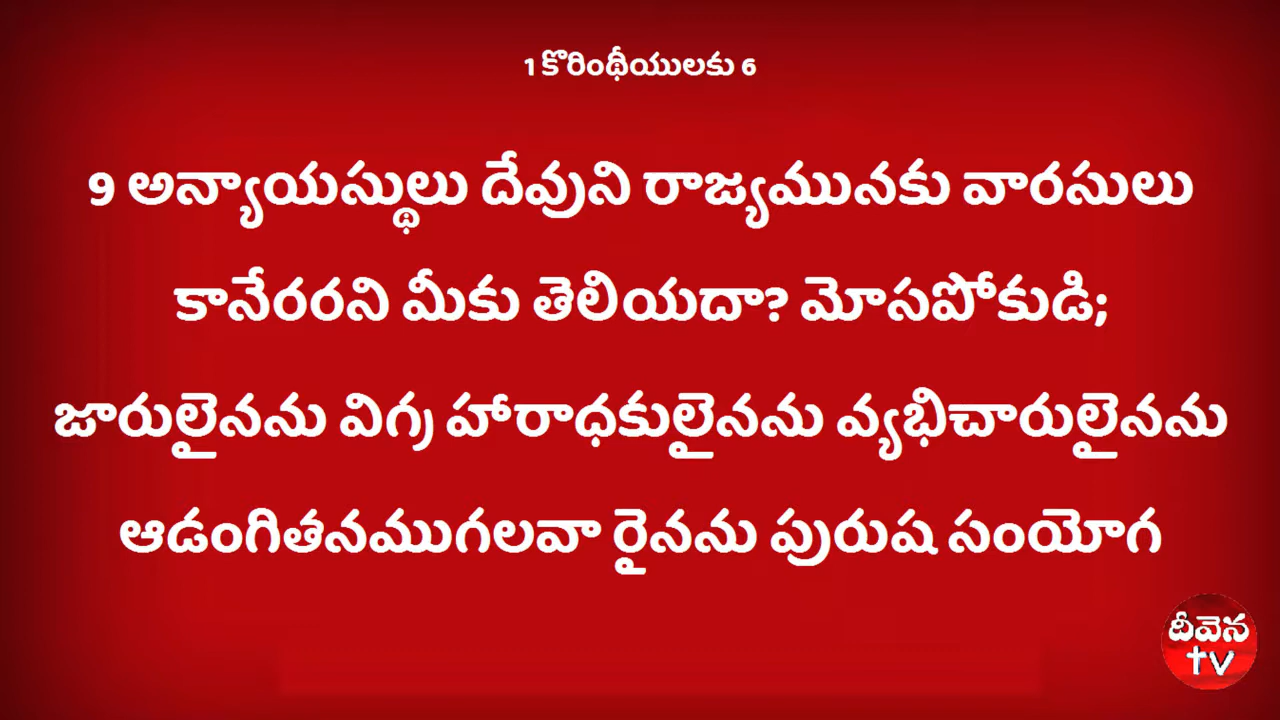 1 కొరింథీయులకు 6
9 అన్యాయస్థులు దేవుని రాజ్యమునకు వారసులు
కానేరరని మీకు తెలియదా? మోసపోకుడి;
జారులైనను విగ్ర హారాధకులైనను వ్యభిచారులైనను
ఆడంగితనముగలవా రైనను పురుష సంయోగ
దీవెన
TV